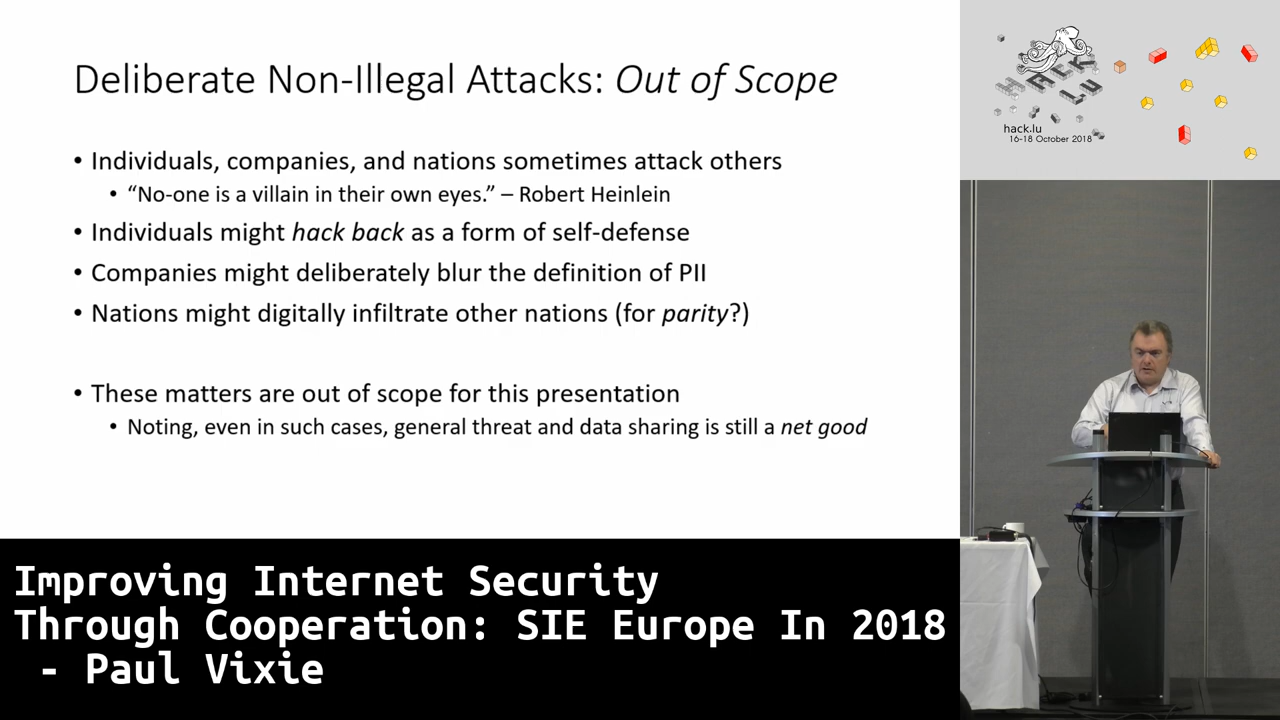 Deliberate Non-Illegal Attacks: Out of Scope
• Individuals, companies, and nations sometimes attack others
• “No-one is a villain in their own eyes.” – Robert Heinlein
• Individuals might hack back as a form of self-defense
• Companies might deliberately blur the definition of PII
• Nations might digitally infiltrate other nations (for parity?)
• These matters are out of scope for this presentation
• Noting, even in such cases, general threat and data sharing is still a net good
HACK
LU
hack.lu
16-18 October 2018
Improving Internet Security
Through Cooperation: SIE Europe In 2018
- Paul Vixie